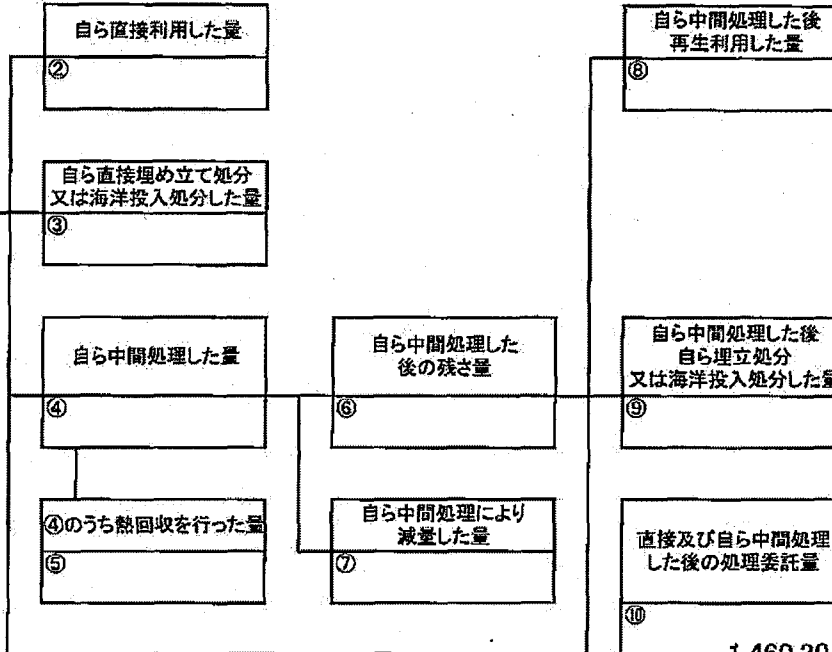 自ら直接利用した量
②
自ら直接埋め立て処分
又は海洋投入処分した量
③
自ら中間処理した量
④
④のうち熱回収を行った量
⑤
自ら中間処理した
後の残さ量
⑥
自ら中間処理により
減量した量
⑦
自ら中間処理した後
再生利用した量
⑧
自ら中間処理した後
自ら埋立処分
又は海洋投入処分した量
⑨
直接及び自ら中間処理
した後の処理委託量
⑩